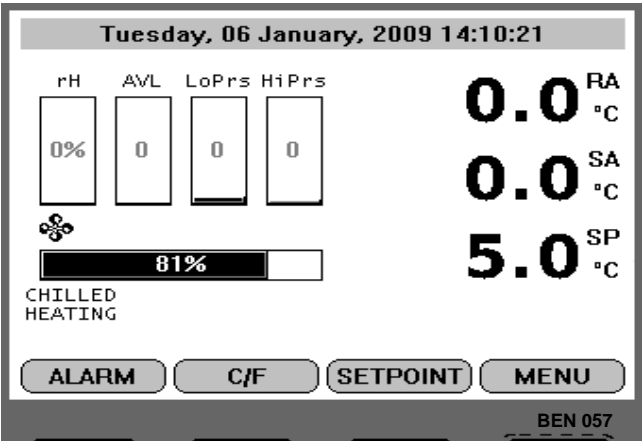 Tuesday, 06 January, 2009 14:10:21
rH AVL LoPrs HiPrs
0% 0 0 0
0.0 RA °C
0.0 SA °C
81%
5.0 SP °C
CHILLED
HEATING
ALARM C/F SETPOINT MENU
BEN 057